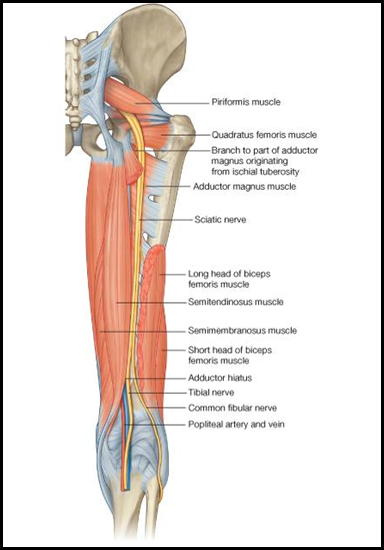 Piriformis muscle
Quadratus femoris muscle
Branch to part of adductor
magnus originating
from ischial tuberosity
Adductor magnus muscle
Sciatic nerve
Long head of biceps
femoris muscle
Semitendinosus muscle
Semimembranosus muscle
Short head of biceps
femoris muscle
Adductor hiatus
Tibial nerve
Common fibular nerve
Popliteal artery and vein